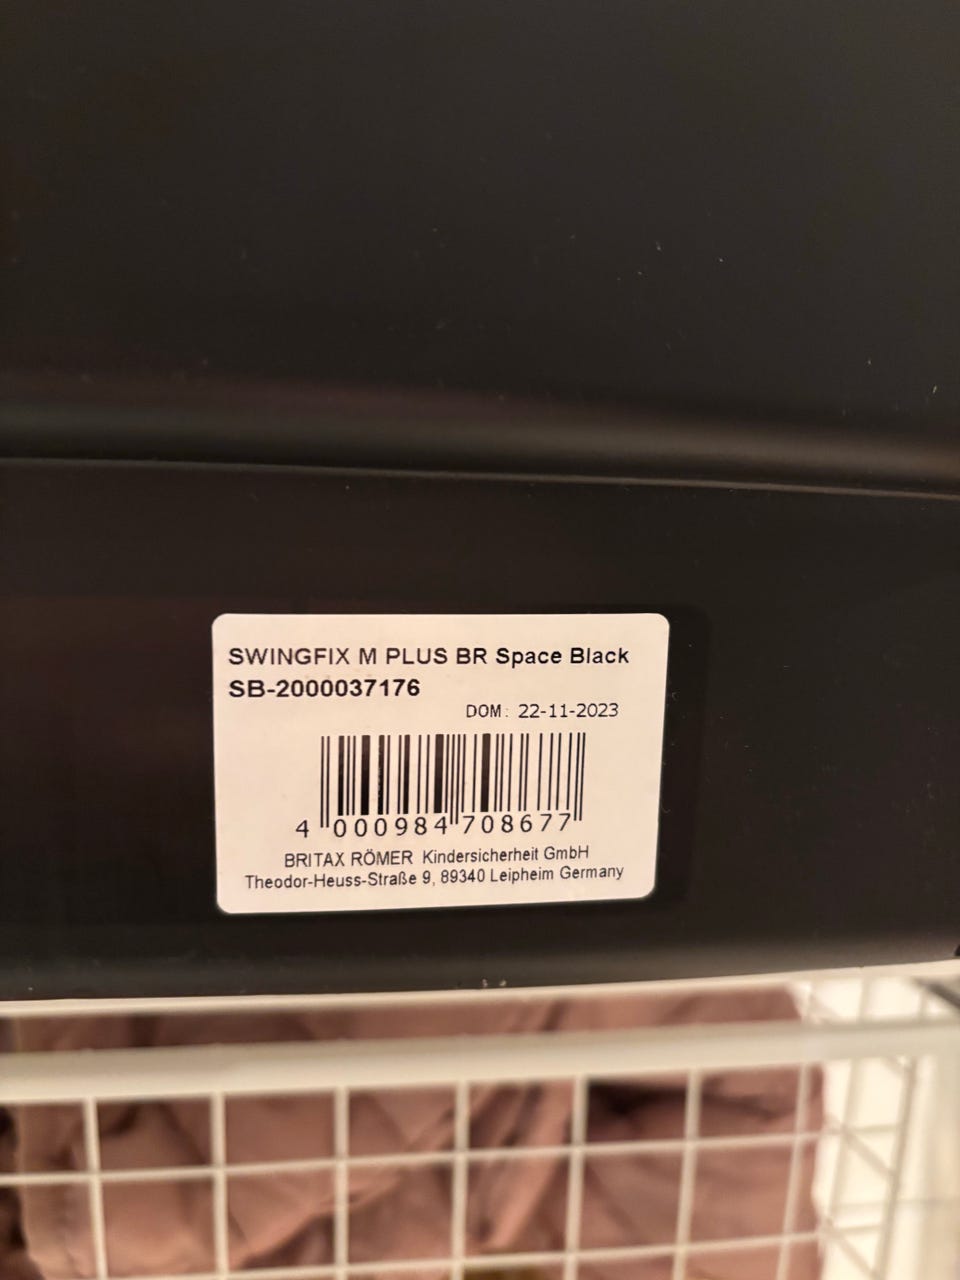 SWINGFIX M PLUS BR Space Black
SB-2000037176
DOM: 22-11-2023
4 000984 708677
BRITAX RÖMER Kindersicherheit GmbH
Theodor-Heuss-Straße 9, 89340 Leipheim Germany